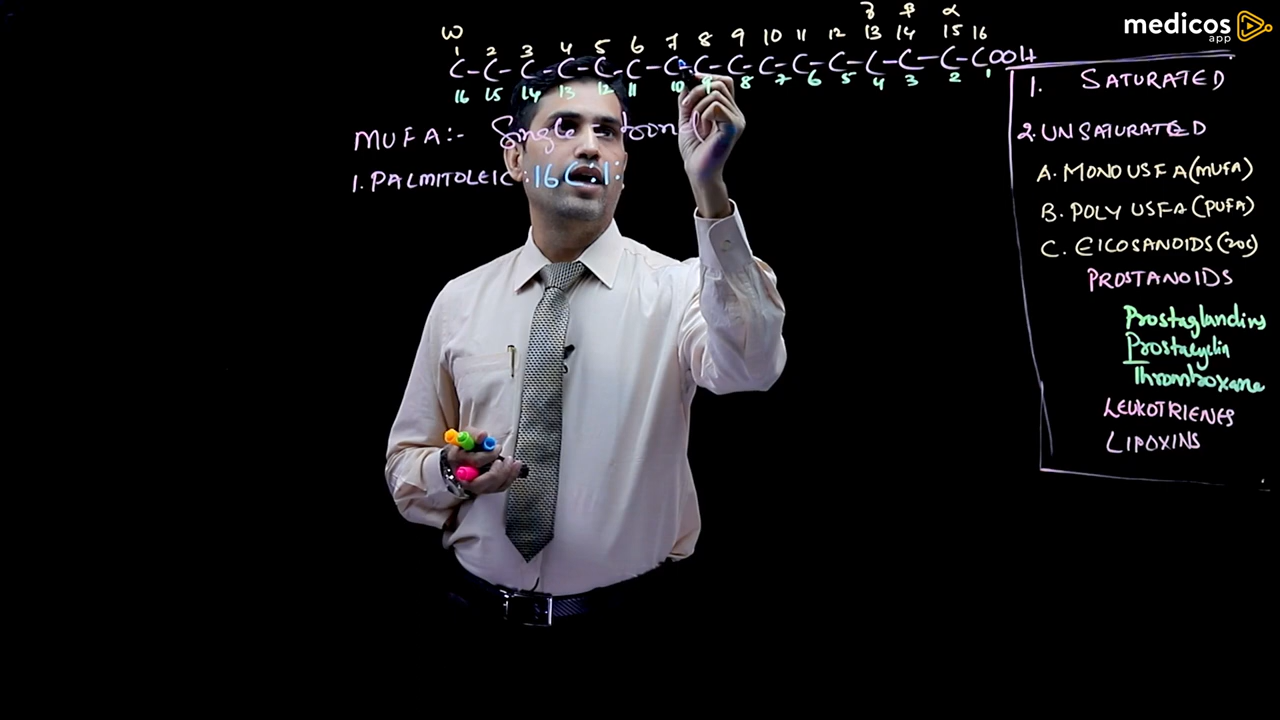 medicos
app
γ β α
ω
1 2 3 4 5 6 7 8 9 10 11 12 13 14 15 16
C-C-C-C-C-C-C-C-C-C-C-C-C-C-C-COOH
16 15 14 13 12 11 10 9 8 7 6 5 4 3 2 1
MUFA:- Single - bond
1. PALMITOLEIC : 16 C : 1 :
1. SATURATED
2. UNSATURATED
A. MONO USFA (MUFA)
B. POLY USFA (PUFA)
C. EICOSANOIDS (20C)
PROSTANOIDS
Prostaglandins
Prostacyclin
Thromboxane
LEUKOTRIENES
LIPOXINS